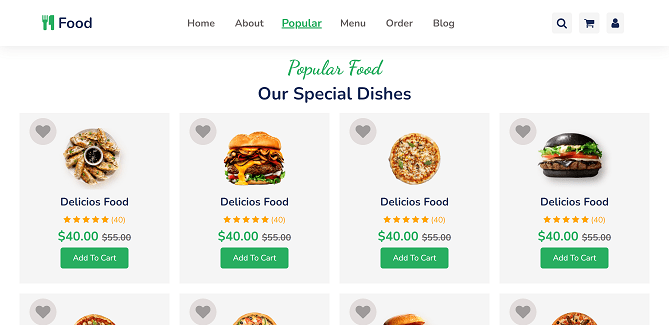 Food Home About Popular Menu Order Blog
Popular Food
Our Special Dishes
Delicios Food Delicios Food Delicios Food Delicios Food
(40) (40) (40) (40)
$40.00 $55.00 $40.00 $55.00 $40.00 $55.00 $40.00 $55.00
Add To Cart Add To Cart Add To Cart Add To Cart